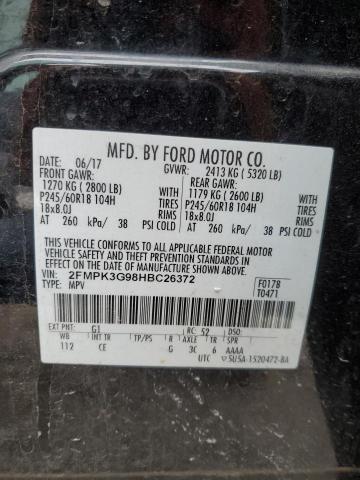 MFD. BY FORD MOTOR CO.
DATE: 06/17 GVWR: 2413 KG ( 5320 LB)
FRONT GAWR: REAR GAWR:
1270 KG ( 2800 LB) 1179 KG ( 2600 LB)
P245/60R18 104H TIRES P245/60R18 104H TIRES
18x8.0J RIMS 18x8.0J RIMS
AT 260 kPa/ 38 PSI COLD AT 260 kPa/ 38 PSI COLD
THIS VEHICLE CONFORMS TO ALL APPLICABLE FEDERAL MOTOR
VEHICLE SAFETY AND THEFT PREVENTION STANDARDS IN
EFFECT ON THE DATE OF MANUFACTURE SHOWN ABOVE.
VIN: 2FMPK3G98HBC26372 F0178
TYPE: MPV T0471
EXT PNT: G1 RC: 52 DSO:
WB INT TR TP/PS R AXLE TR SPR
112 CE G 3C 6 AAAA
UTC 5U5A-1520472-BA